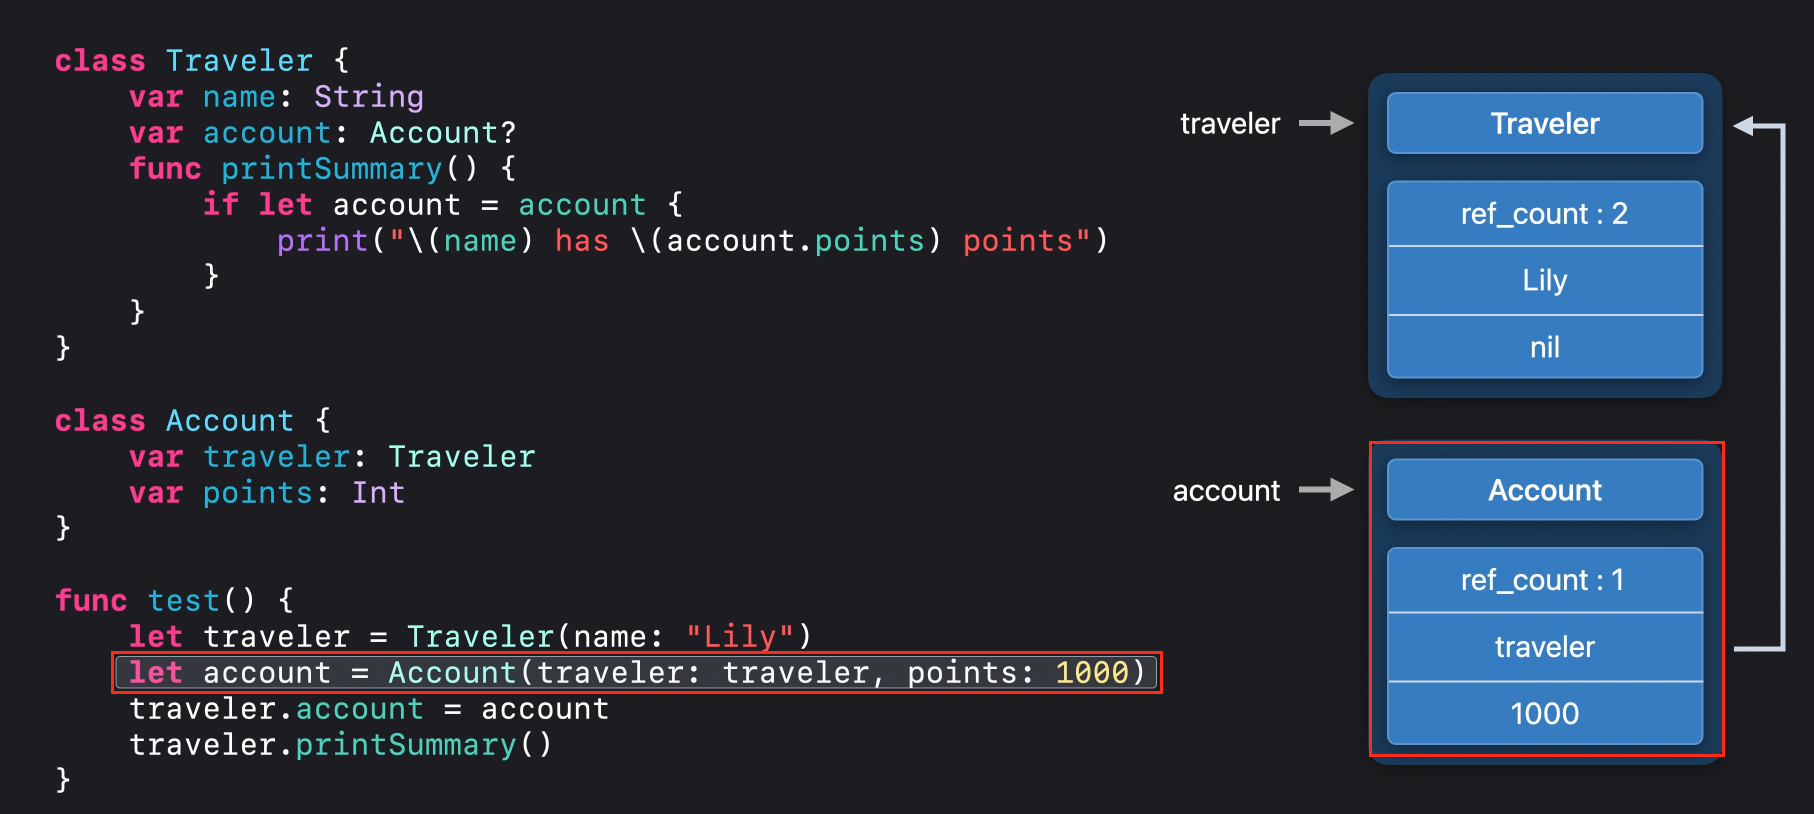 class Traveler {
    var name: String
    var account: Account?
    func printSummary() {
        if let account = account {
            print("\(name) has \(account.points) points")
        }
    }
}
class Account {
    var traveler: Traveler
    var points: Int
}
func test() {
    let traveler = Traveler(name: "Lily")
    let account = Account(traveler: traveler, points: 1000)
    traveler.account = account
    traveler.printSummary()
}
traveler
Traveler
ref_count : 2
Lily
nil
account
Account
ref_count : 1
traveler
1000